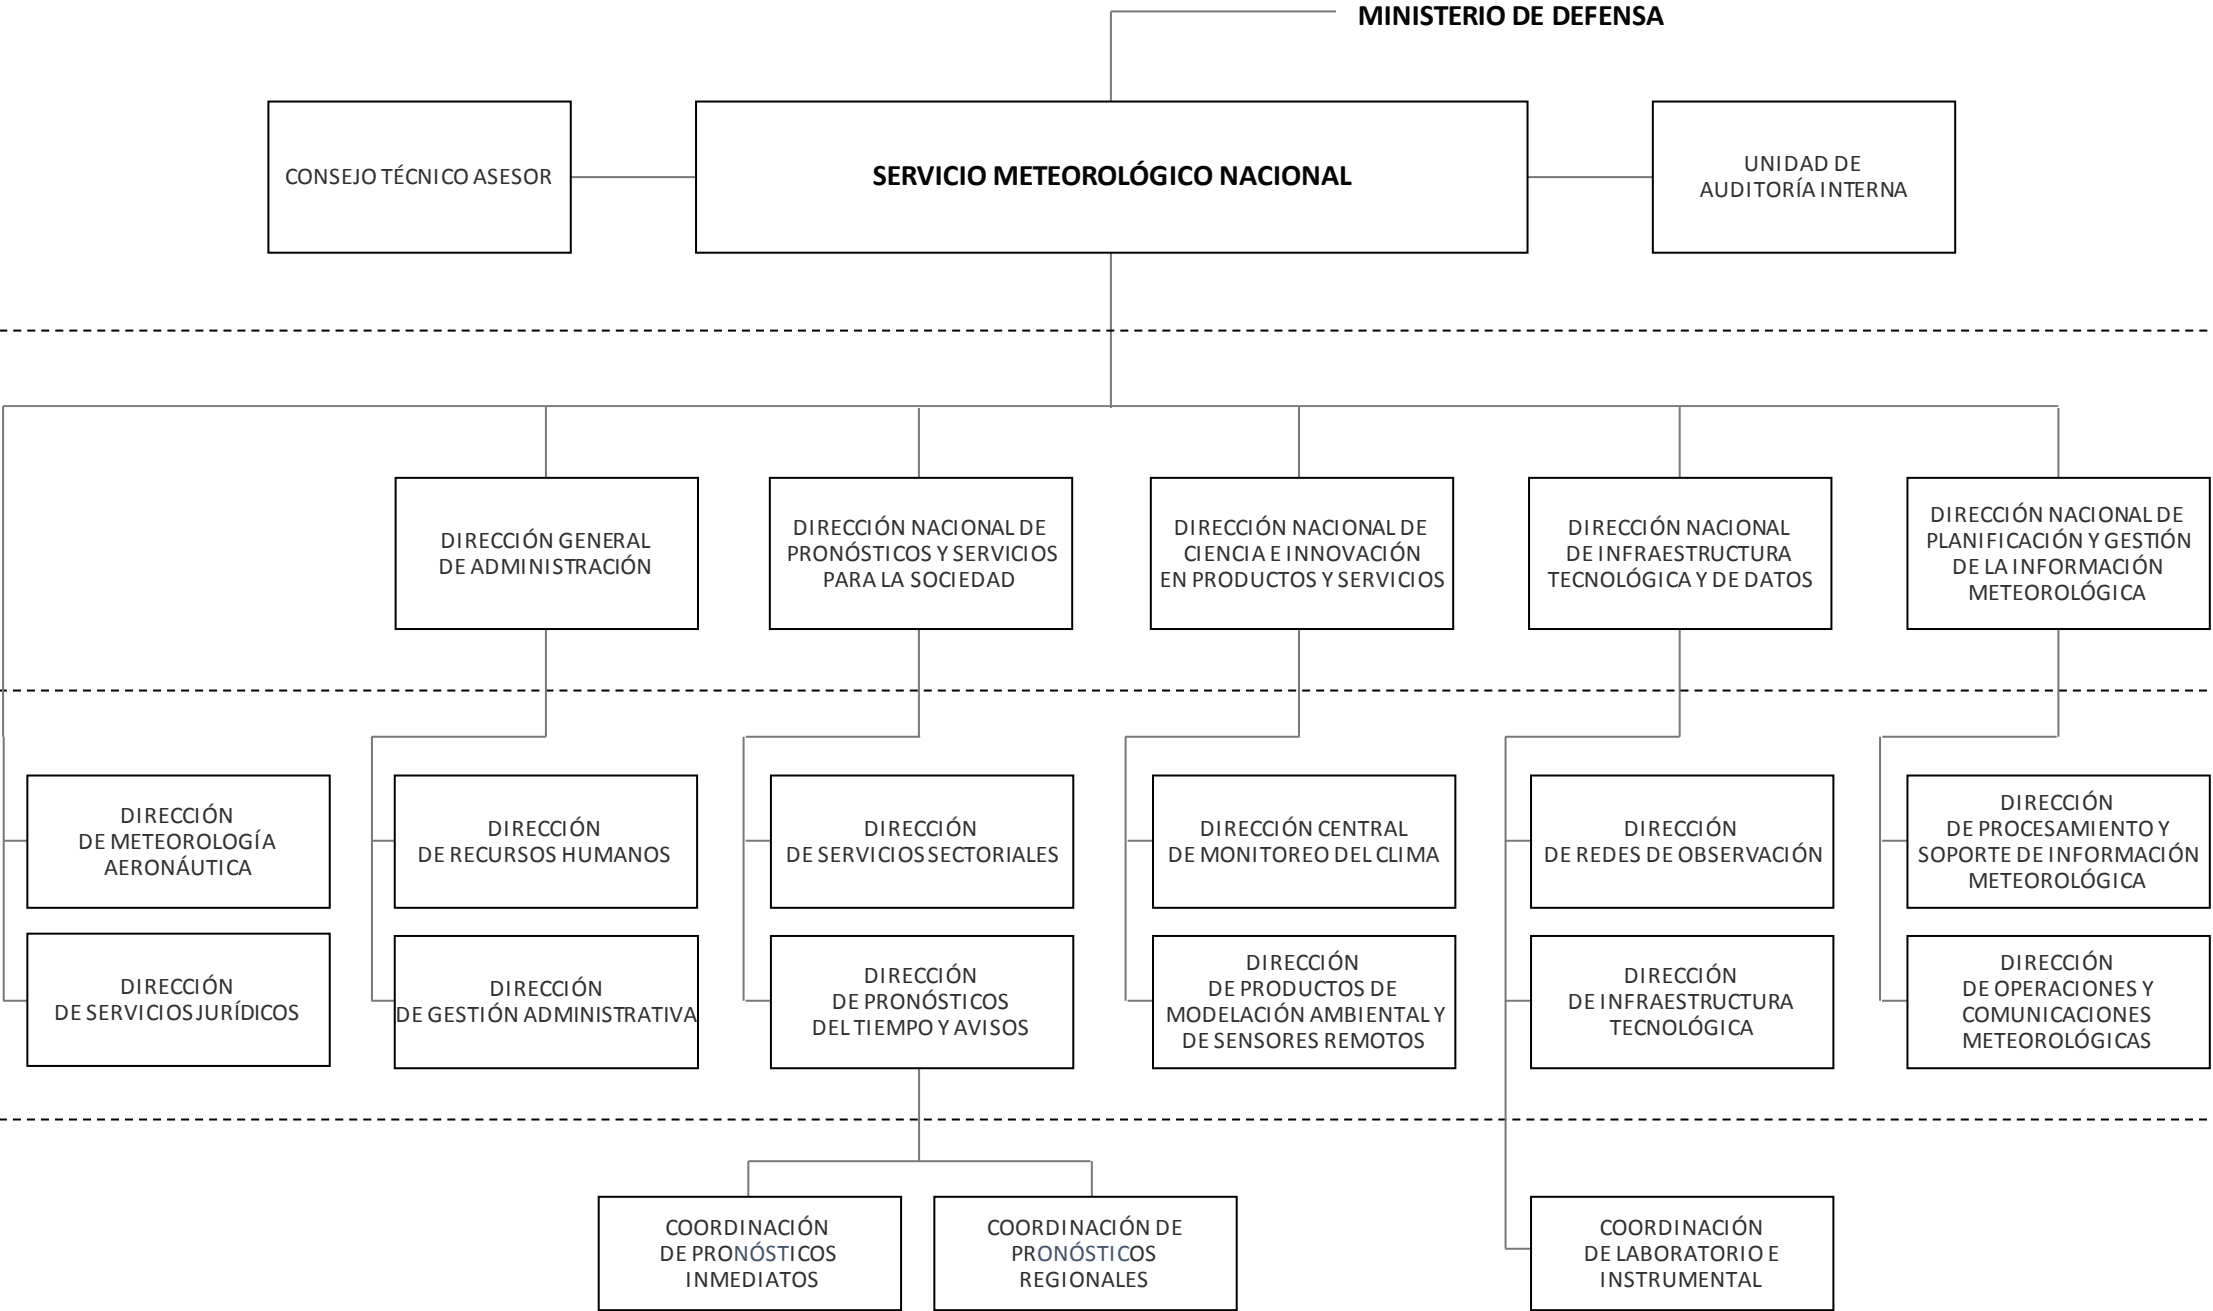 MINISTERIO DE DEFENSA
CONSEJO TÉCNICO ASESOR
SERVICIO METEOROLÓGICO NACIONAL
UNIDAD DE
AUDITORÍA INTERNA
DIRECCIÓN GENERAL
DE ADMINISTRACIÓN
DIRECCIÓN NACIONAL DE
PRONÓSTICOS Y SERVICIOS
PARA LA SOCIEDAD
DIRECCIÓN NACIONAL DE
CIENCIA E INNOVACIÓN
EN PRODUCTOS Y SERVICIOS
DIRECCIÓN NACIONAL
DE INFRAESTRUCTURA
TECNOLÓGICA Y DE DATOS
DIRECCIÓN NACIONAL DE
PLANIFICACIÓN Y GESTIÓN
DE LA INFORMACIÓN
METEOROLÓGICA
DIRECCIÓN
DE METEOROLOGÍA
AERONÁUTICA
DIRECCIÓN
DE RECURSOS HUMANOS
DIRECCIÓN
DE SERVICIOS SECTORIALES
DIRECCIÓN CENTRAL
DE MONITOREO DEL CLIMA
DIRECCIÓN
DE REDES DE OBSERVACIÓN
DIRECCIÓN
DE PROCESAMIENTO Y
SOPORTE DE INFORMACIÓN
METEOROLÓGICA
DIRECCIÓN
DE SERVICIOS JURÍDICOS
DIRECCIÓN
DE GESTIÓN ADMINISTRATIVA
DIRECCIÓN
DE PRONÓSTICOS
DEL TIEMPO Y AVISOS
DIRECCIÓN
DE PRODUCTOS DE
MODELACIÓN AMBIENTAL Y
DE SENSORES REMOTOS
DIRECCIÓN
DE INFRAESTRUCTURA
TECNOLÓGICA
DIRECCIÓN
DE OPERACIONES Y
COMUNICACIONES
METEOROLÓGICAS
COORDINACIÓN
DE PRONÓSTICOS
INMEDIATOS
COORDINACIÓN DE
PRONÓSTICOS
REGIONALES
COORDINACIÓN
DE LABORATORIO E
INSTRUMENTAL